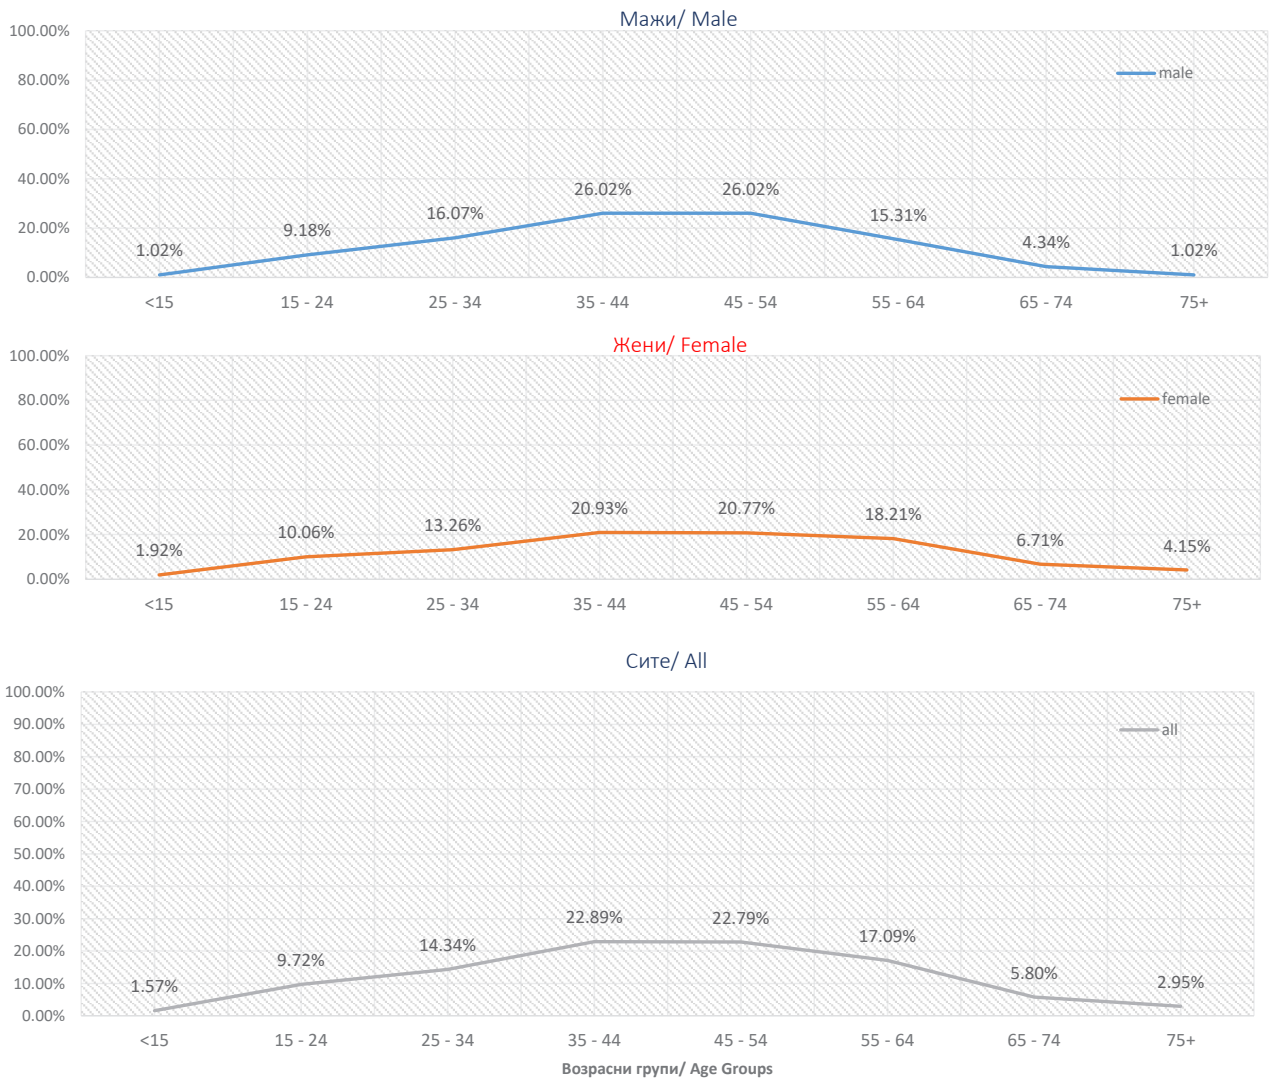 Мажи/ Male
100.00%
80.00%
60.00%
40.00%
20.00%
0.00%
male
1.02%
9.18%
16.07%
26.02%
26.02%
15.31%
4.34%
1.02%
<15
15 - 24
25 - 34
35 - 44
45 - 54
55 - 64
65 - 74
75+
Жени/ Female
100.00%
80.00%
60.00%
40.00%
20.00%
0.00%
female
1.92%
10.06%
13.26%
20.93%
20.77%
18.21%
6.71%
4.15%
<15
15 - 24
25 - 34
35 - 44
45 - 54
55 - 64
65 - 74
75+
Сите/ All
100.00%
90.00%
80.00%
70.00%
60.00%
50.00%
40.00%
30.00%
20.00%
10.00%
0.00%
all
1.57%
9.72%
14.34%
22.89%
22.79%
17.09%
5.80%
2.95%
<15
15 - 24
25 - 34
35 - 44
45 - 54
55 - 64
65 - 74
75+
Возрасни групи/ Age Groups